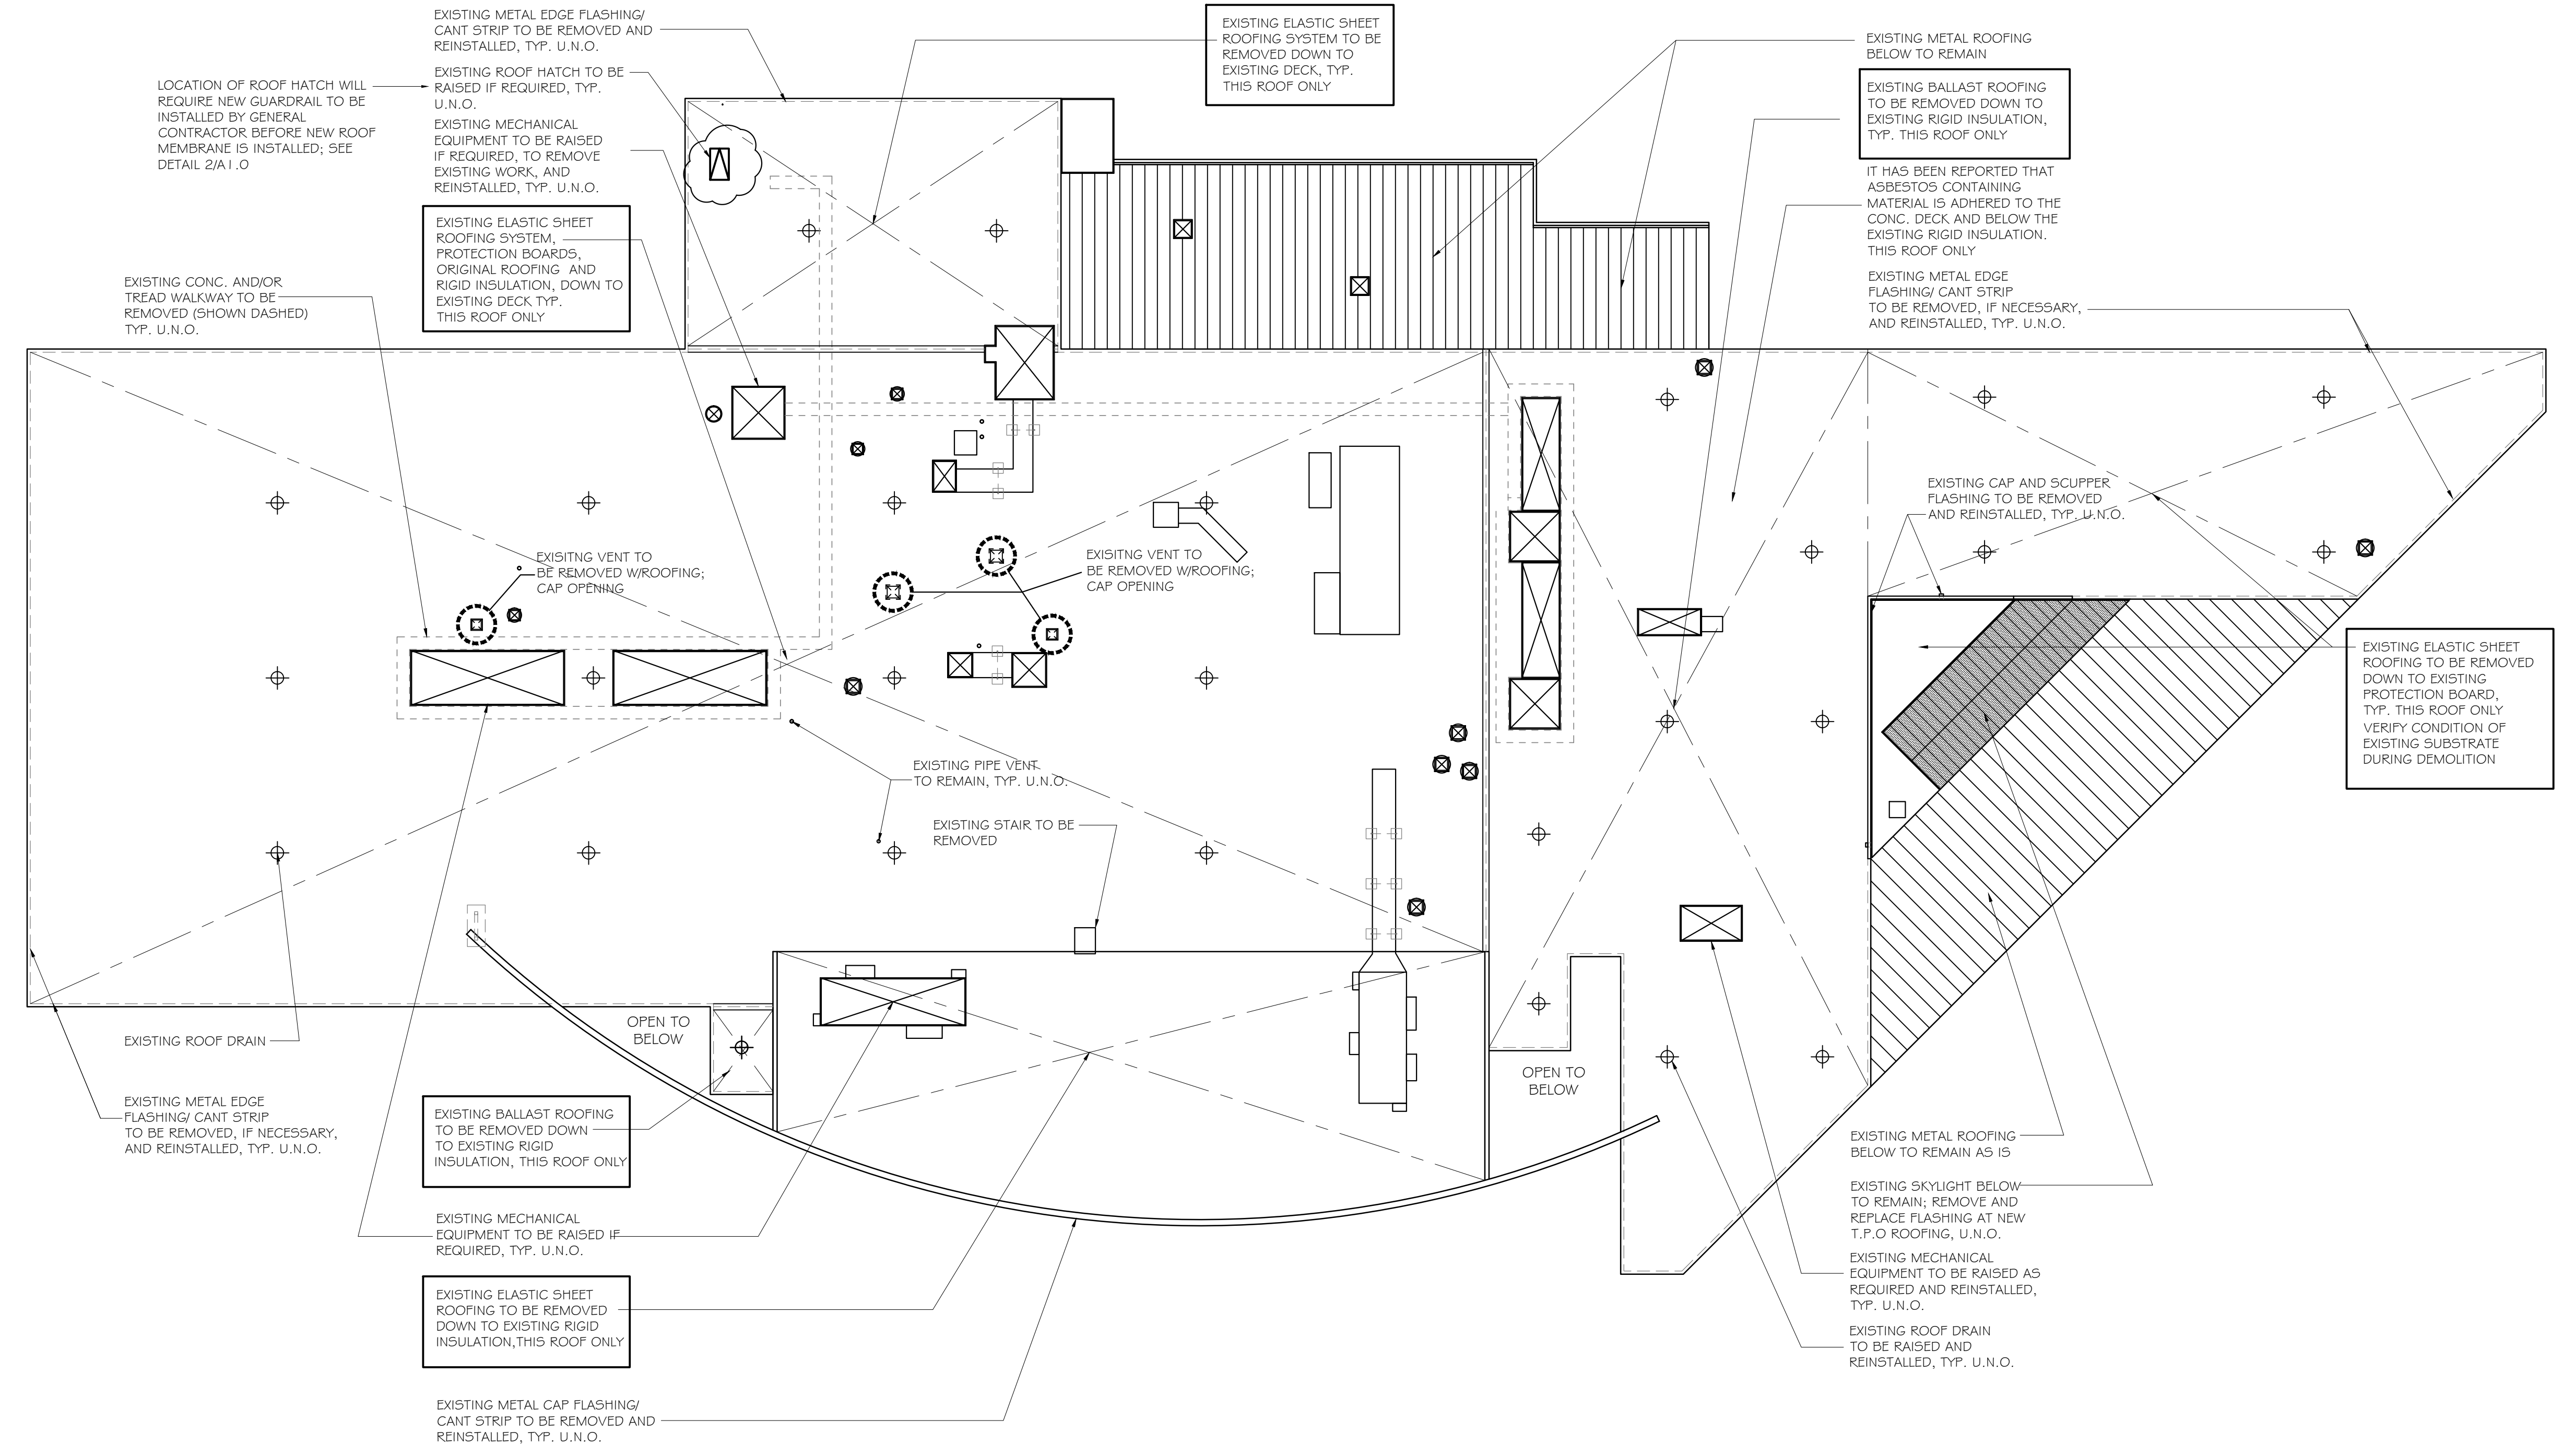 EXISTING METAL EDGE FLASHING/
CANT STRIP TO BE REMOVED AND
REINSTALLED, TYP. U.N.O.
EXISTING ROOF HATCH TO BE
RAISED IF REQUIRED, TYP.
U.N.O.
LOCATION OF ROOF HATCH WILL
REQUIRE NEW GUARDRAIL TO BE
INSTALLED BY GENERAL
CONTRACTOR BEFORE NEW ROOF
MEMBRANE IS INSTALLED; SEE
DETAIL 2/A1.0
EXISTING MECHANICAL
EQUIPMENT TO BE RAISED
IF REQUIRED, TO REMOVE
EXISTING WORK, AND
REINSTALLED, TYP. U.N.O.
EXISTING ELASTIC SHEET
ROOFING SYSTEM,
PROTECTION BOARDS,
ORIGINAL ROOFING AND
RIGID INSULATION, DOWN TO
EXISTING DECK TYP.
THIS ROOF ONLY
EXISTING CONC. AND/OR
TREAD WALKWAY TO BE
REMOVED (SHOWN DASHED)
TYP. U.N.O.
EXISTING ELASTIC SHEET
ROOFING SYSTEM TO BE
REMOVED DOWN TO
EXISTING DECK, TYP.
THIS ROOF ONLY
EXISTING METAL ROOFING
BELOW TO REMAIN
EXISTING BALLAST ROOFING
TO BE REMOVED DOWN TO
EXISTING RIGID INSULATION,
TYP. THIS ROOF ONLY
IT HAS BEEN REPORTED THAT
ASBESTOS CONTAINING
MATERIAL IS ADHERED TO THE
CONC. DECK AND BELOW THE
EXISTING RIGID INSULATION.
THIS ROOF ONLY
EXISTING METAL EDGE
FLASHING/ CANT STRIP
TO BE REMOVED, IF NECESSARY,
AND REINSTALLED, TYP. U.N.O.
EXISTING CAP AND SCUPPER
FLASHING TO BE REMOVED
AND REINSTALLED, TYP. U.N.O.
EXISITNG VENT TO
BE REMOVED W/ROOFING;
CAP OPENING
EXISITNG VENT TO
BE REMOVED W/ROOFING;
CAP OPENING
EXISTING ELASTIC SHEET
ROOFING TO BE REMOVED
DOWN TO EXISTING
PROTECTION BOARD,
TYP. THIS ROOF ONLY
VERIFY CONDITION OF
EXISTING SUBSTRATE
DURING DEMOLITION
EXISTING PIPE VENT
TO REMAIN, TYP. U.N.O.
EXISTING STAIR TO BE
REMOVED
OPEN TO
BELOW
OPEN TO
BELOW
EXISTING ROOF DRAIN
EXISTING METAL EDGE
FLASHING/ CANT STRIP
TO BE REMOVED, IF NECESSARY,
AND REINSTALLED, TYP. U.N.O.
EXISTING BALLAST ROOFING
TO BE REMOVED DOWN
TO EXISTING RIGID
INSULATION, THIS ROOF ONLY
EXISTING MECHANICAL
EQUIPMENT TO BE RAISED IF
REQUIRED, TYP. U.N.O.
EXISTING ELASTIC SHEET
ROOFING TO BE REMOVED
DOWN TO EXISTING RIGID
INSULATION,THIS ROOF ONLY
EXISTING METAL CAP FLASHING/
CANT STRIP TO BE REMOVED AND
REINSTALLED, TYP. U.N.O.
EXISTING METAL ROOFING
BELOW TO REMAIN AS IS
EXISTING SKYLIGHT BELOW
TO REMAIN; REMOVE AND
REPLACE FLASHING AT NEW
T.P.O ROOFING, U.N.O.
EXISTING MECHANICAL
EQUIPMENT TO BE RAISED AS
REQUIRED AND REINSTALLED,
TYP. U.N.O.
EXISTING ROOF DRAIN
TO BE RAISED AND
REINSTALLED, TYP. U.N.O.